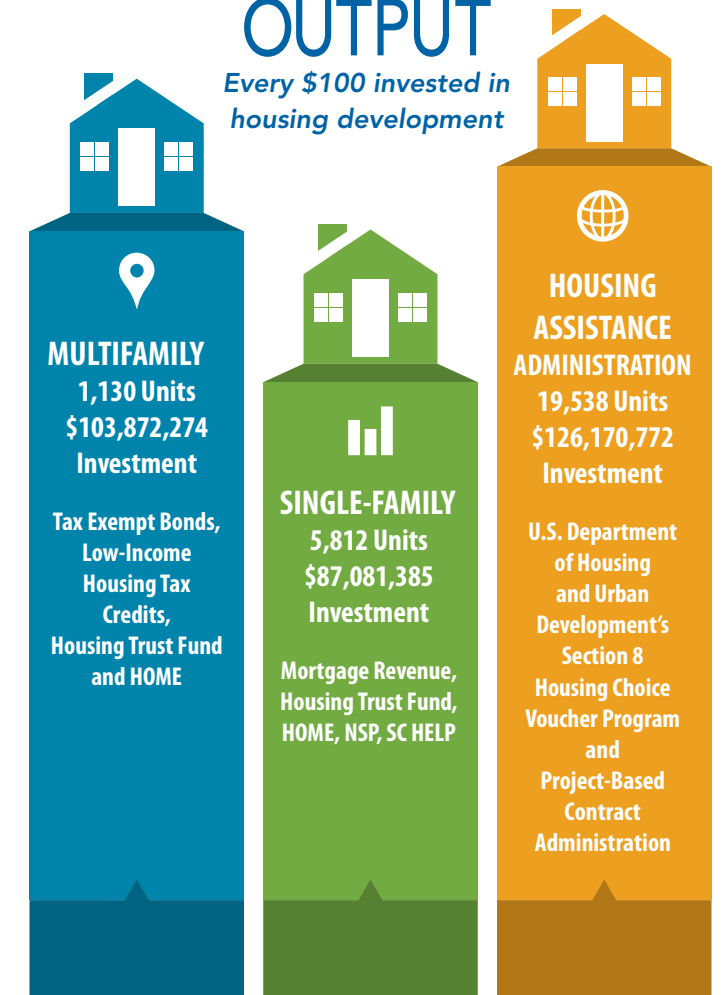 OUTPUT
Every $100 invested in
housing development
MULTIFAMILY
1,130 Units
$103,872,274
Investment
Tax Exempt Bonds,
Low-Income
Housing Tax
Credits,
Housing Trust Fund
and HOME
SINGLE-FAMILY
5,812 Units
$87,081,385
Investment
Mortgage Revenue,
Housing Trust Fund,
HOME, NSP, SC HELP
HOUSING
ASSISTANCE
ADMINISTRATION
19,538 Units
$126,170,772
Investment
U.S. Department
of Housing
and Urban
Development’s
Section 8
Housing Choice
Voucher Program
and
Project-Based
Contract
Administration